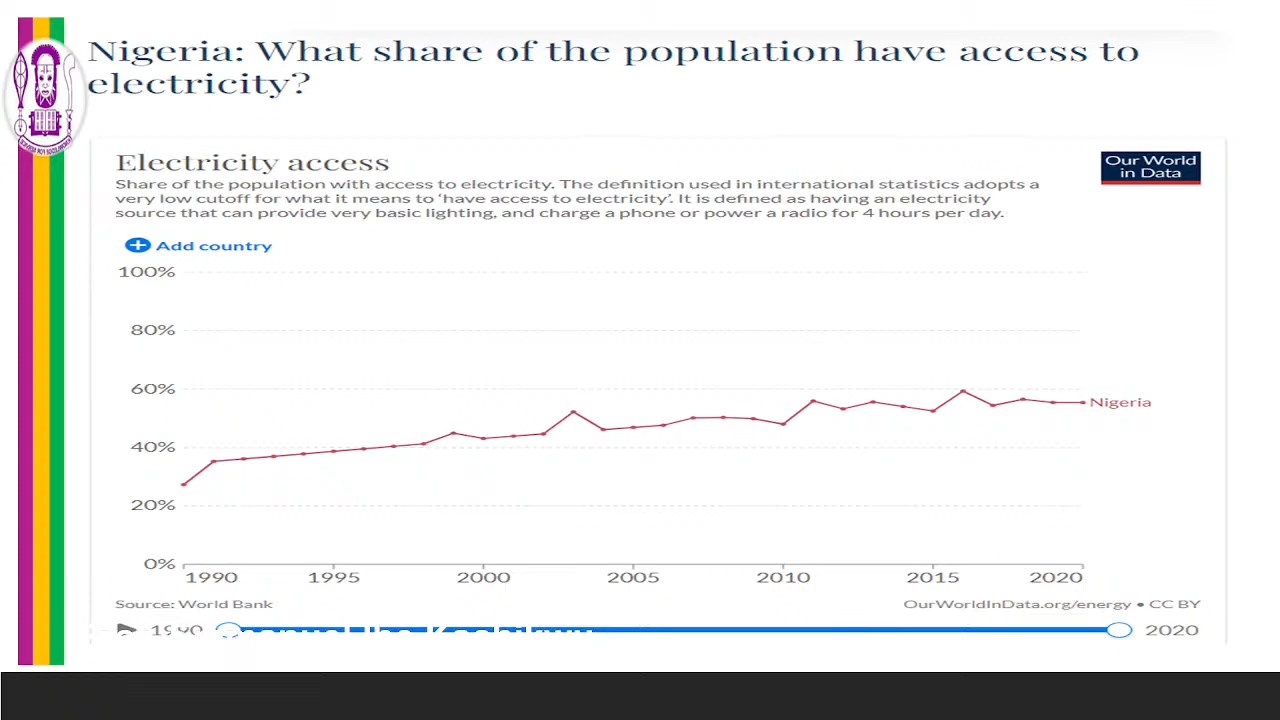 Nigeria: What share of the population have access to
electricity?
Electricity access
Our World
in Data
Share of the population with access to electricity. The definition used in international statistics adopts a
very low cutoff for what it means to ‘have access to electricity’. It is defined as having an electricity
source that can provide very basic lighting, and charge a phone or power a radio for 4 hours per day.
Add country
100%
80%
60%
Nigeria
40%
20%
0%
1990 1995 2000 2005 2010 2015 2020
Source: World Bank
OurWorldInData.org/energy • CC BY
1990
2020